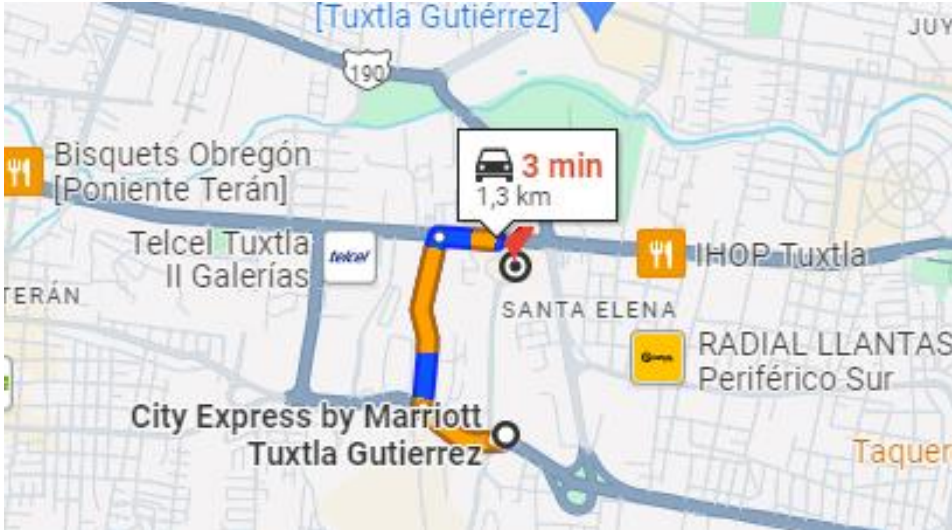 [Tuxtla Gutiérrez]
JUY
190
Bisquets Obregón
[Poniente Terán]
3 min
1,3 km
Telcel Tuxtla
II Galerías
telcel
IHOP Tuxtla
TERÁN
SANTA ELENA
RADIAL LLANTAS
Periférico Sur
City Express by Marriott
Tuxtla Gutierrez
Taquer